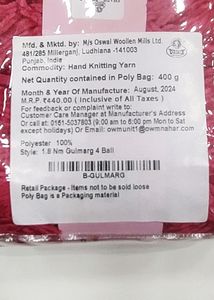 Mfd. & Mktd. by: M/s Oswal Woollen Mills Ltd.
481/285 Millerganj, Ludhiana -141003
Punjab, India
Commodity: Hand Knitting Yarn
Net Quantity contained in Poly Bag: 400 g
Month & Year Of Manufacture: August, 2024
M.R.P ₹440.00 ( Inclusive of All Taxes )
For feedback or complaint write to:
Customer Care Manager at Manufacturer's Address
Or call at: 0161-5037803 (9:00 am to 6:00 pm Mon to Sat
except holidays) Or Email: owmunit1@owmnahar.com
Polyester 100%
Style: 1.8 Nm Gulmarg 4 Ball
B-GULMARG
Retail Package - Items not to be sold loose
Poly Bag is a Packaging material